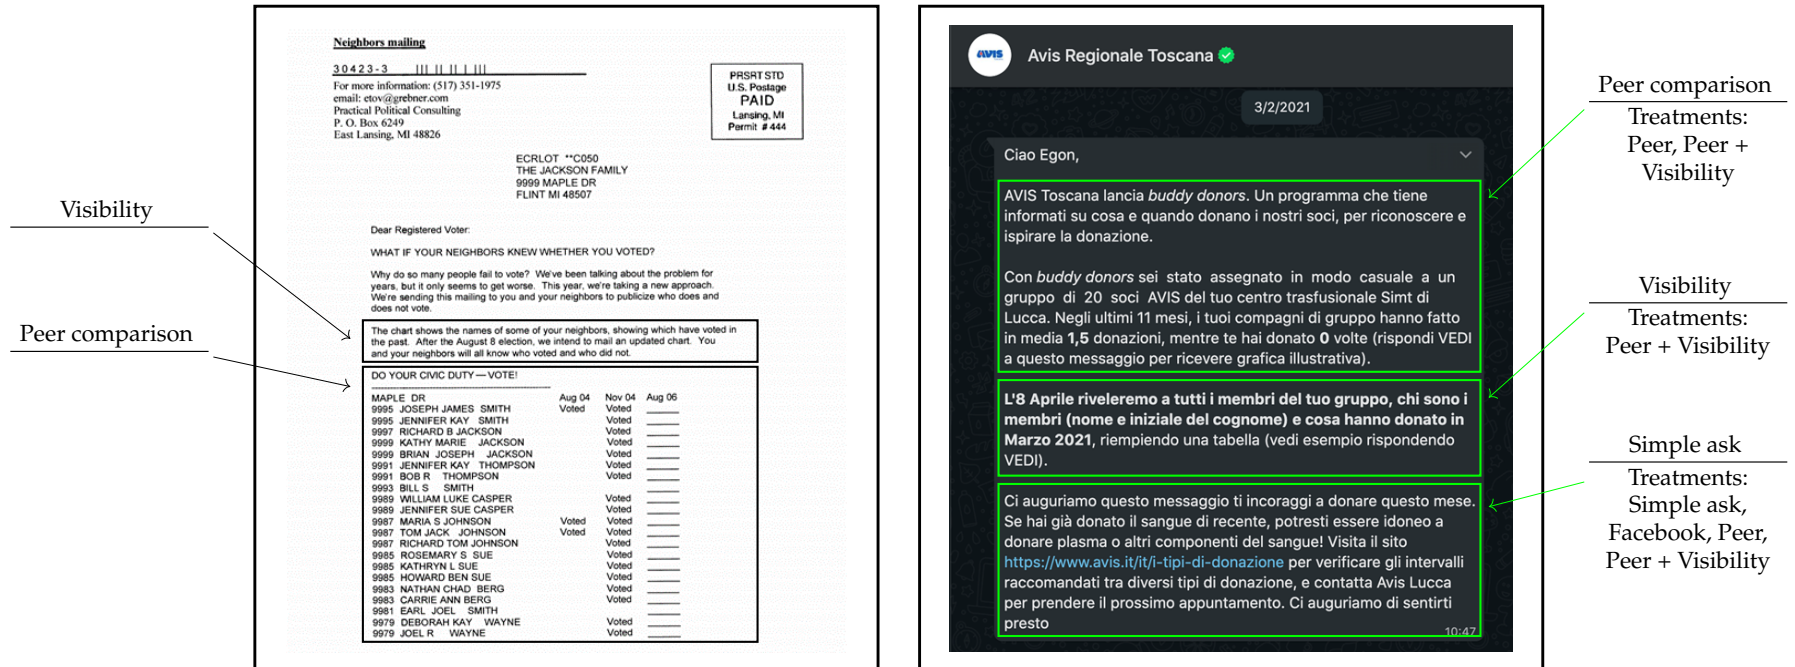 Visibility
Peer comparison
Neighbors mailing
30423-3
For more information: (517) 351-1975
email: etov@grebner.com
Practical Political Consulting
P. O. Box 6249
East Lansing, MI 48826
PRSRT STD
U.S. Postage
PAID
Lansing, MI
Permit # 444
ECRLOT **C050
THE JACKSON FAMILY
9999 MAPLE DR
FLINT MI 48507
Dear Registered Voter:
WHAT IF YOUR NEIGHBORS KNEW WHETHER YOU VOTED?
Why do so many people fail to vote? We've been talking about the problem for
years, but it only seems to get worse. This year, we're taking a new approach.
We're sending this mailing to you and your neighbors to publicize who does and
does not vote.
The chart shows the names of some of your neighbors, showing which have voted in
the past. After the August 8 election, we intend to mail an updated chart. You
and your neighbors will all know who voted and who did not.
DO YOUR CIVIC DUTY — VOTE!
MAPLE DR Aug 04 Nov 04 Aug 06
9995 JOSEPH JAMES SMITH Voted Voted
9995 JENNIFER KAY SMITH Voted
9997 RICHARD B JACKSON Voted
9999 KATHY MARIE JACKSON Voted
9999 BRIAN JOSEPH JACKSON Voted
9991 JENNIFER KAY THOMPSON Voted
9991 BOB R THOMPSON Voted
9993 BILL S SMITH
9989 WILLIAM LUKE CASPER Voted
9989 JENNIFER SUE CASPER Voted
9987 MARIA S JOHNSON Voted Voted
9987 TOM JACK JOHNSON Voted Voted
9987 RICHARD TOM JOHNSON Voted
9985 ROSEMARY S SUE Voted
9985 KATHRYN L SUE Voted
9985 HOWARD BEN SUE Voted
9983 NATHAN CHAD BERG Voted
9983 CARRIE ANN BERG Voted
9981 EARL JOEL SMITH
9979 DEBORAH KAY WAYNE Voted
9979 JOEL R WAYNE Voted
AVIS
Avis Regionale Toscana
3/2/2021
Ciao Egon,
AVIS Toscana lancia buddy donors. Un programma che tiene
informati su cosa e quando donano i nostri soci, per riconoscere e
ispirare la donazione.
Con buddy donors sei stato assegnato in modo casuale a un
gruppo di 20 soci AVIS del tuo centro trasfusionale Simt di
Lucca. Negli ultimi 11 mesi, i tuoi compagni di gruppo hanno fatto
in media 1,5 donazioni, mentre te hai donato 0 volte (rispondi VEDI
a questo messaggio per ricevere grafica illustrativa).
L'8 Aprile riveleremo a tutti i membri del tuo gruppo, chi sono i
membri (nome e iniziale del cognome) e cosa hanno donato in
Marzo 2021, riempiendo una tabella (vedi esempio rispondendo
VEDI).
Ci auguriamo questo messaggio ti incoraggi a donare questo mese.
Se hai già donato il sangue di recente, potresti essere idoneo a
donare plasma o altri componenti del sangue! Visita il sito
https://www.avis.it/it/i-tipi-di-donazione per verificare gli intervalli
raccomandati tra diversi tipi di donazione, e contatta Avis Lucca
per prendere il prossimo appuntamento. Ci auguriamo di sentirti
presto
10:47
Peer comparison
Treatments:
Peer, Peer +
Visibility
Visibility
Treatments:
Peer + Visibility
Simple ask
Treatments:
Simple ask,
Facebook, Peer,
Peer + Visibility